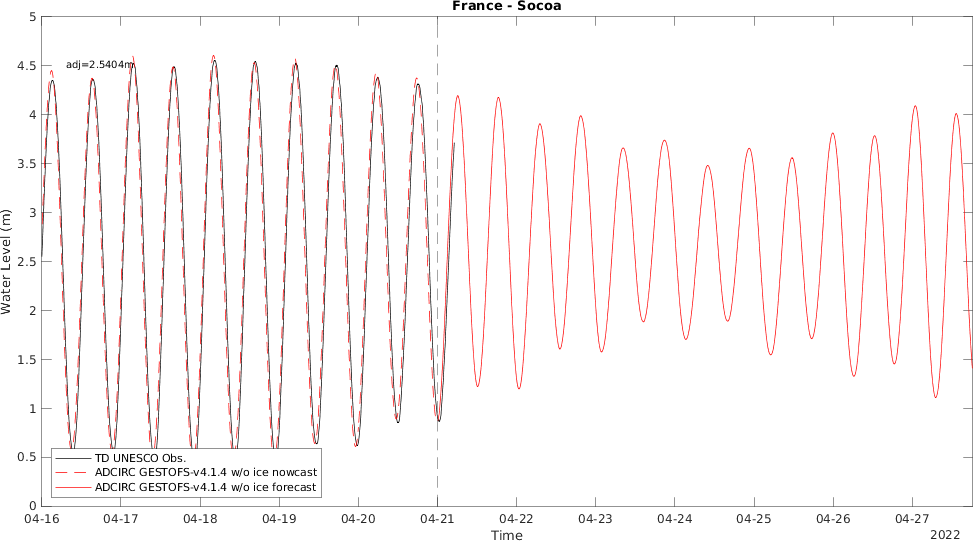 France - Socoa
5
4.5
4
3.5
3
2.5
2
1.5
1
0.5
0
Water Level (m)
adj=2.5404m
TD UNESCO Obs.
ADCIRC GESTOFS-v4.1.4 w/o ice nowcast
ADCIRC GESTOFS-v4.1.4 w/o ice forecast
04-16 04-17 04-18 04-19 04-20 04-21 04-22 04-23 04-24 04-25 04-26 04-27
Time
2022